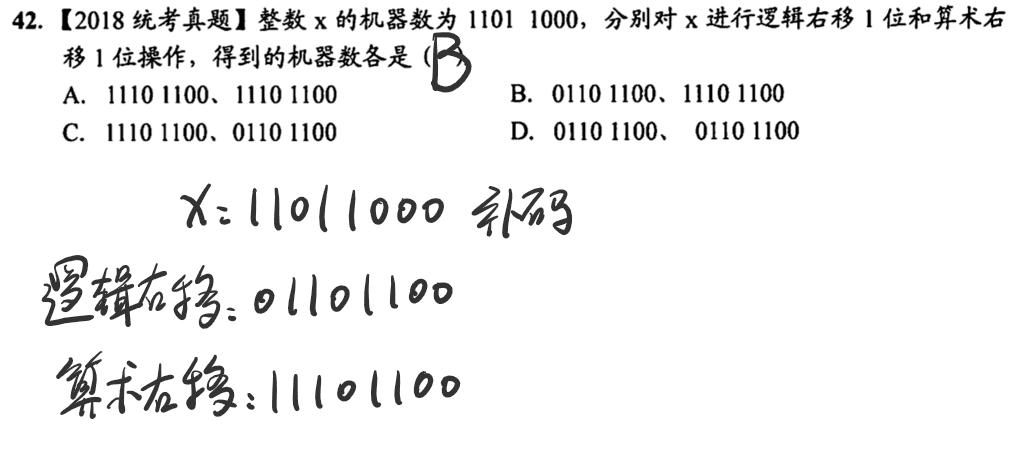 42.【2018 统考真题】整数 x 的机器数为 1101 1000，分别对 x 进行逻辑右移 1 位和算术右
移 1 位操作，得到的机器数各是（B）
A. 1110 1100、1110 1100 B. 0110 1100、1110 1100
C. 1110 1100、0110 1100 D. 0110 1100、 0110 1100
x=11011000 补码
逻辑右移:01101100
算术右移:11101100